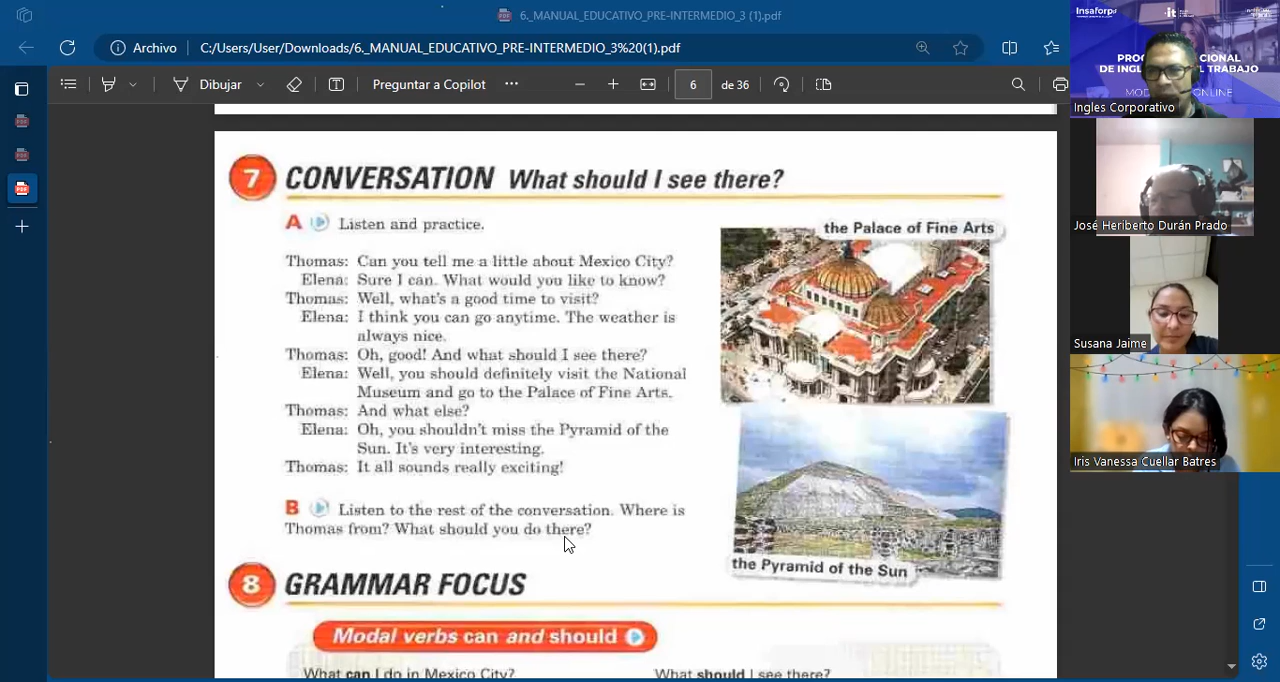 6._MANUAL_EDUCATIVO_PRE-INTERMEDIO_3 (1).pdf
Archivo
C:/Users/User/Downloads/6._MANUAL_EDUCATIVO_PRE-INTERMEDIO_3%20(1).pdf
Dibujar
Preguntar a Copilot
6
de 36
7 CONVERSATION What should I see there?
A Listen and practice.
Thomas: Can you tell me a little about Mexico City?
Elena: Sure I can. What would you like to know?
Thomas: Well, what's a good time to visit?
Elena: I think you can go anytime. The weather is
always nice.
Thomas: Oh, good! And what should I see there?
Elena: Well, you should definitely visit the National
Museum and go to the Palace of Fine Arts.
Thomas: And what else?
Elena: Oh, you shouldn't miss the Pyramid of the
Sun. It's very interesting.
Thomas: It all sounds really exciting!
the Palace of Fine Arts
the Pyramid of the Sun
B Listen to the rest of the conversation. Where is
Thomas from? What should you do there?
8 GRAMMAR FOCUS
Modal verbs can and should
What can I do in Mexico City?
What should I see there?
Insaforp
it
DE
TRABAJO
Ingles Corporativo
José Heriberto Durán Prado
Susana Jaime
Iris Vanessa Cuellar Batres